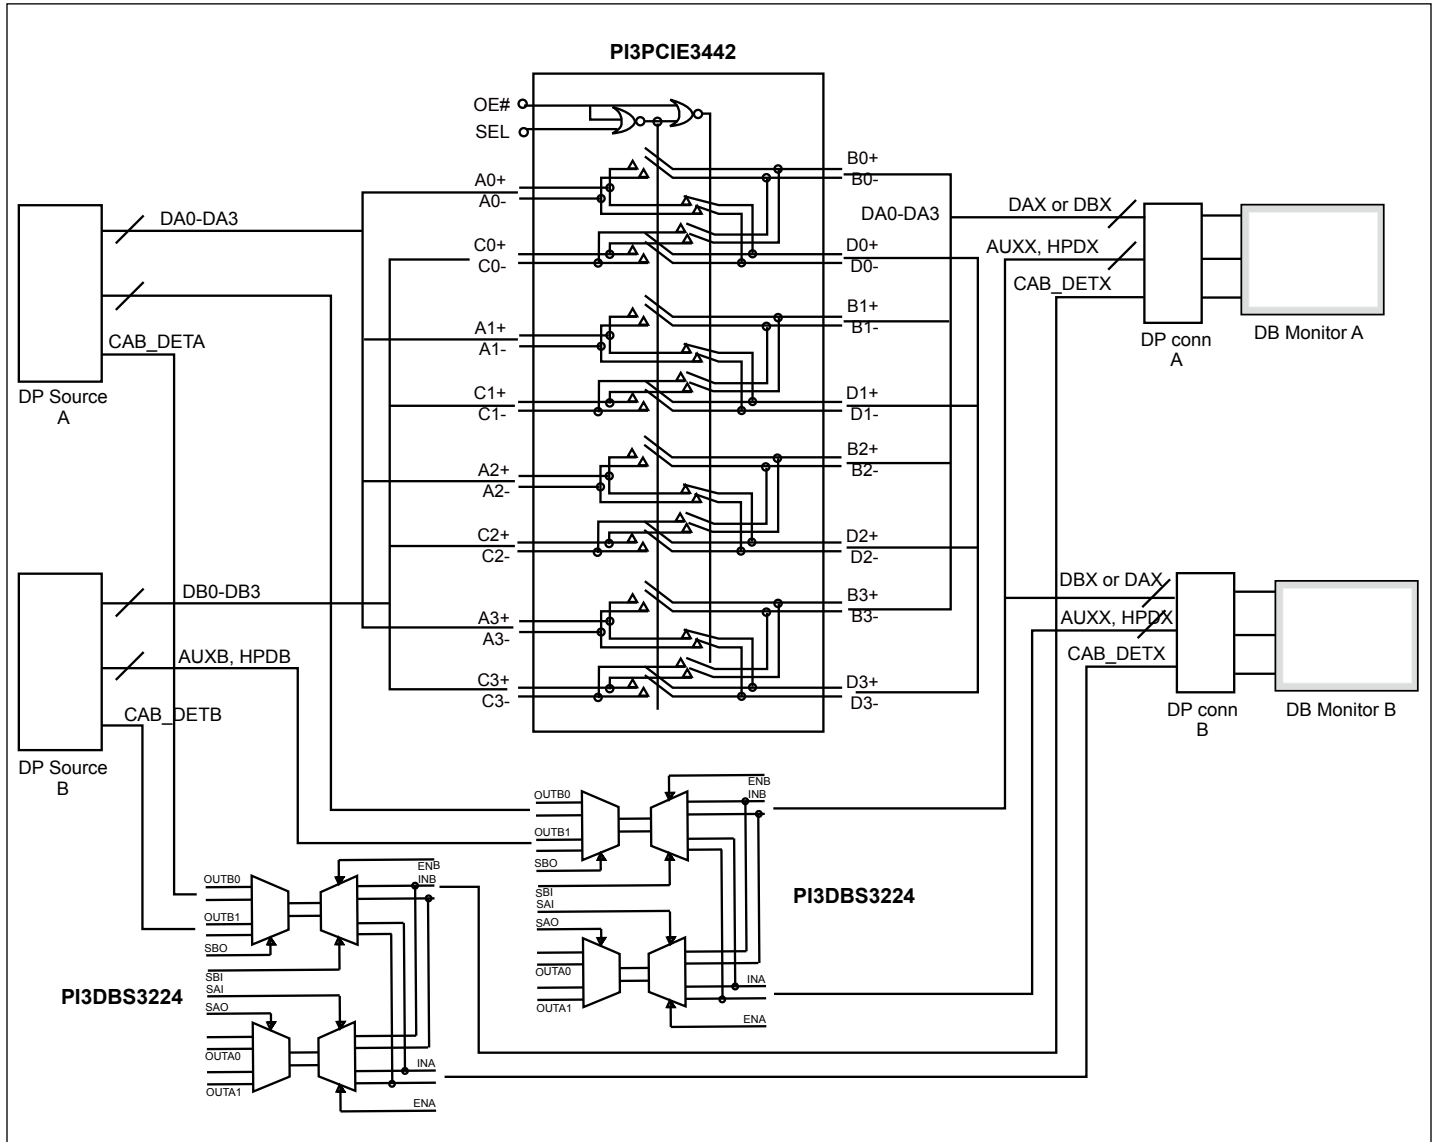 PI3PCIE3442
OE#
SEL
A0+
A0-
C0+
C0-
A1+
A1-
C1+
C1-
A2+
A2-
C2+
C2-
A3+
A3-
C3+
C3-
B0+
B0-
DA0-DA3
D0+
D0-
B1+
B1-
D1+
D1-
B2+
B2-
D2+
D2-
B3+
B3-
D3+
D3-
DA0-DA3
CAB_DETA
DP Source
A
DB0-DB3
AUXB, HPDB
CAB_DETB
DP Source
B
DAX or DBX
AUXX, HPDX
CAB_DETX
DP conn
A
DB Monitor A
DBX or DAX
AUXX, HPDX
CAB_DETX
DP conn
B
DB Monitor B
OUTB0
OUTB1
SBO
SBI
SAI
SAO
OUTA0
OUTA1
ENB
INB
INA
ENA
PI3DBS3224
OUTB0
OUTB1
SBO
SBI
SAI
SAO
OUTA0
OUTA1
ENB
INB
INA
ENA
PI3DBS3224